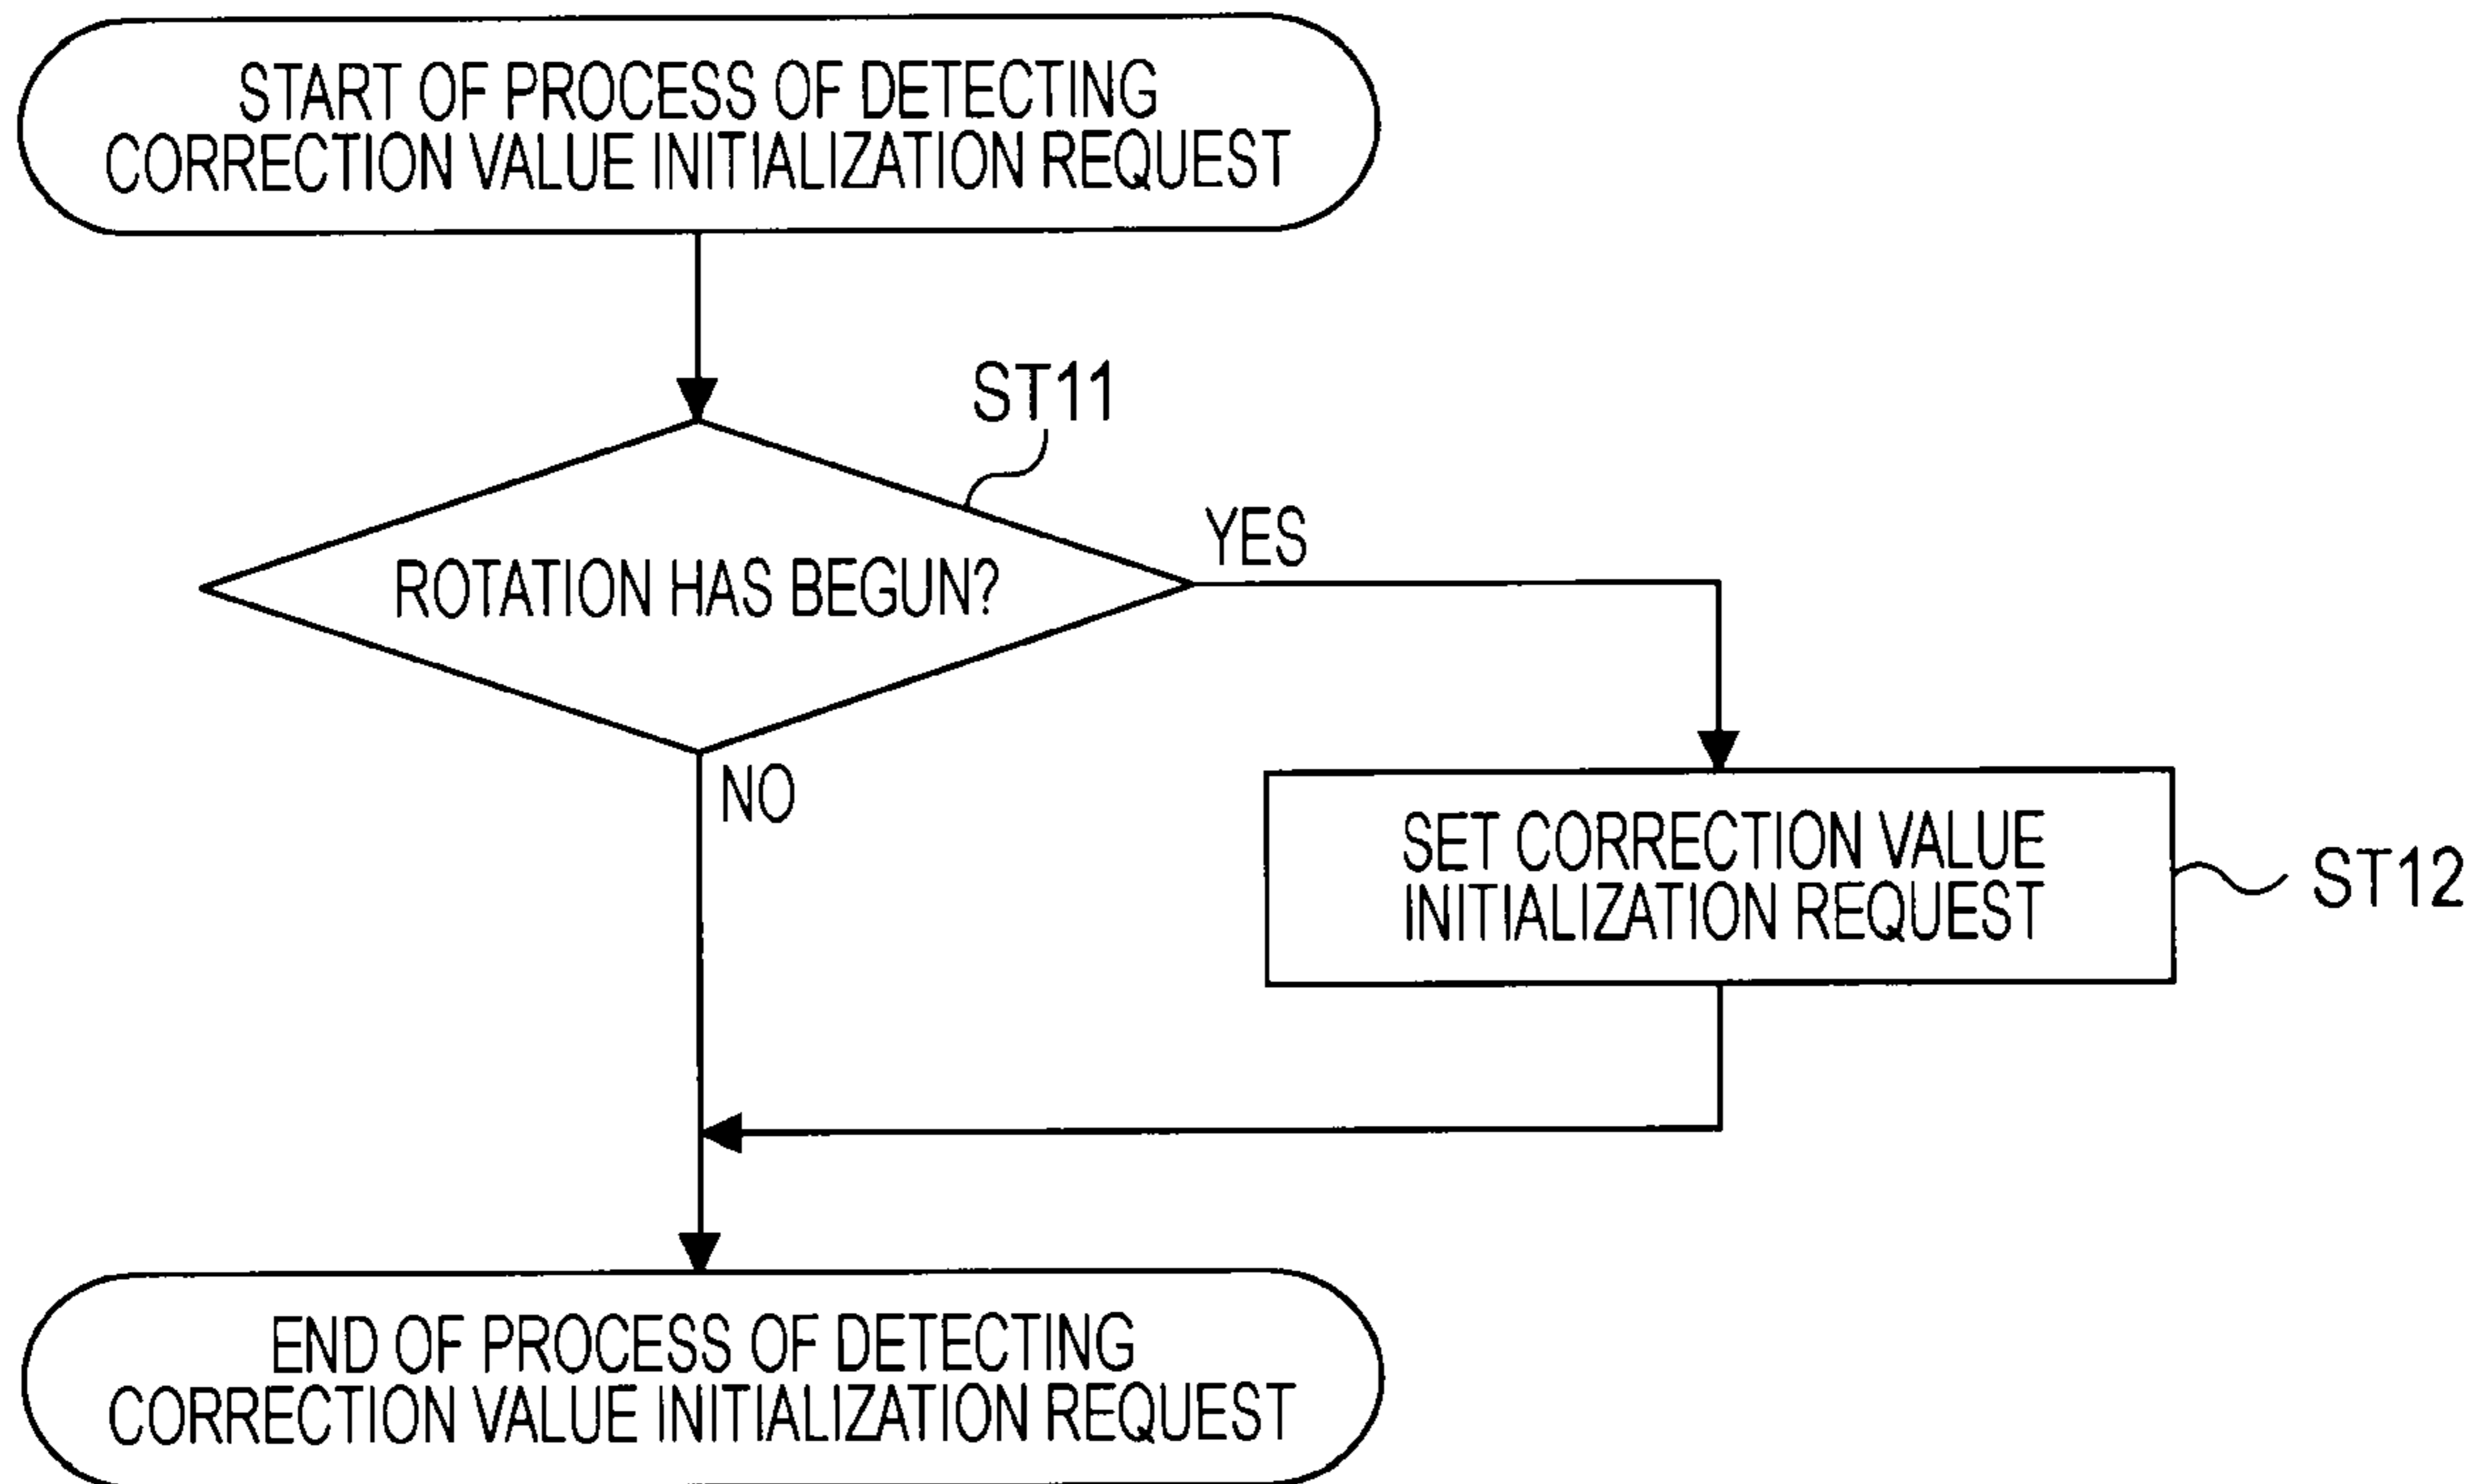 START OF PROCESS OF DETECTING
CORRECTION VALUE INITIALIZATION REQUEST
ST11
YES
ROTATION HAS BEGUN?
NO
SET CORRECTION VALUE
INITIALIZATION REQUEST
ST12
END OF PROCESS OF DETECTING
CORRECTION VALUE INITIALIZATION REQUEST